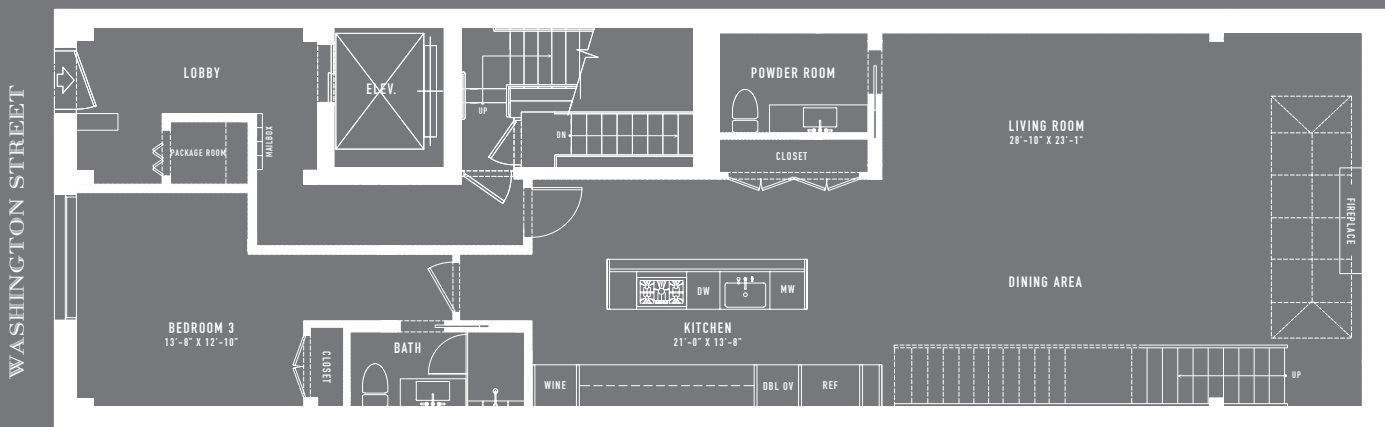 WASHINGTON STREET
LOBBY
PACKAGE ROOM
MAILBOX
ELEV.
UP
DN
POWDER ROOM
CLOSET
LIVING ROOM
28'-10" X 23'-1"
FIREPLACE
DINING AREA
BEDROOM 3
13'-8" X 12'-10"
CLOSET
BATH
DW
MW
KITCHEN
21'-0" X 13'-8"
WINE
DBL OV
REF
UP